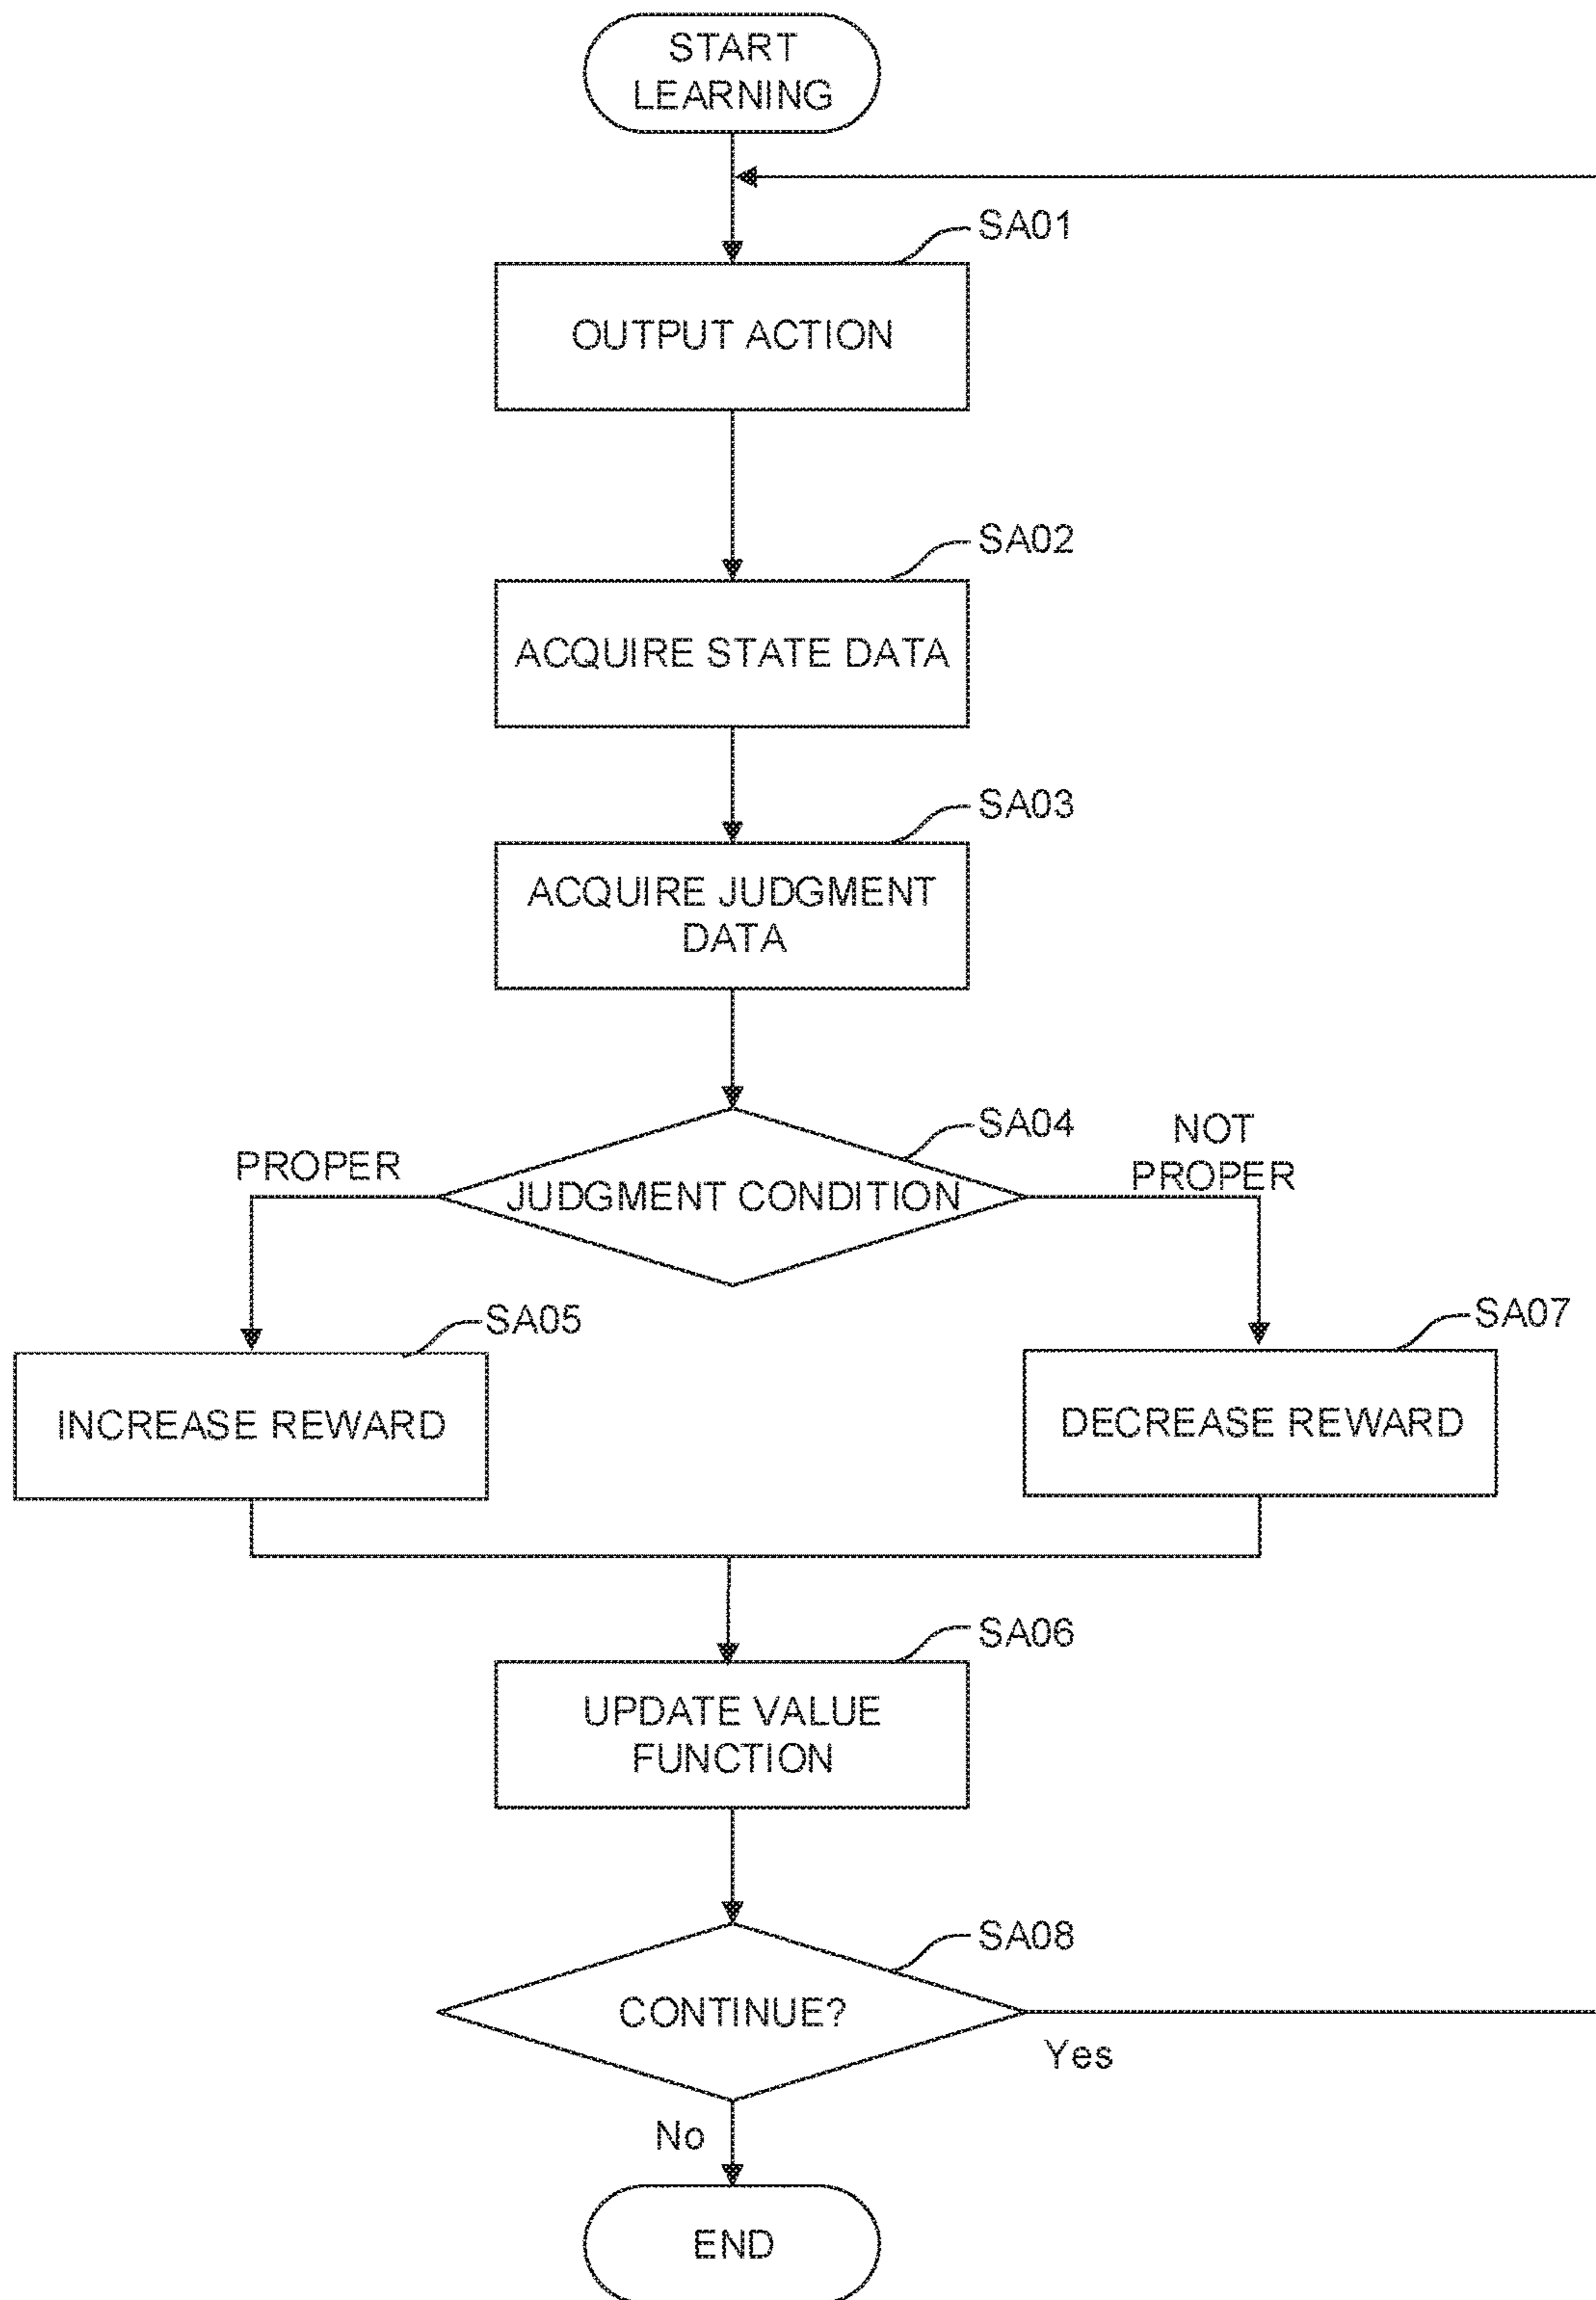 START
LEARNING
SA01
OUTPUT ACTION
SA02
ACQUIRE STATE DATA
SA03
ACQUIRE JUDGMENT
DATA
SA04
NOT
PROPER
PROPER
JUDGMENT CONDITION
SA05
SA07
INCREASE REWARD
DECREASE REWARD
SA06
UPDATE VALUE
FUNCTION
SA08
CONTINUE?
Yes
No
END